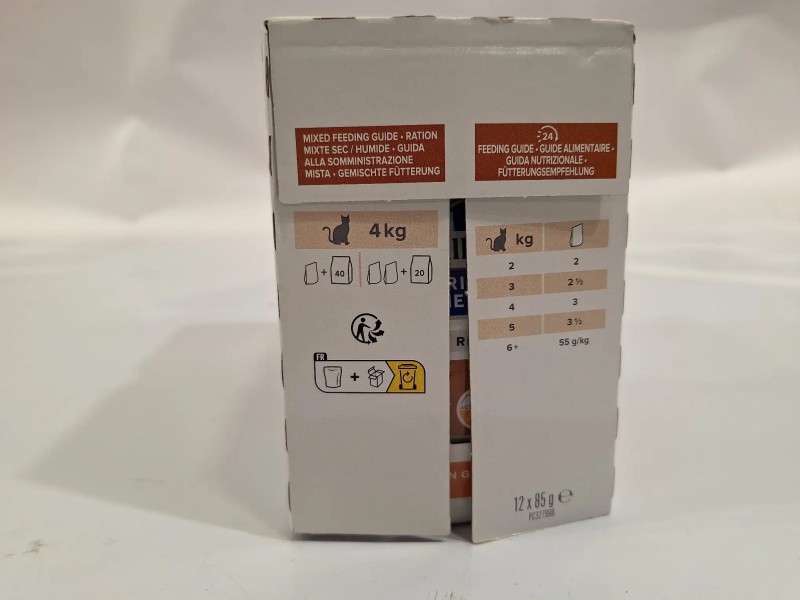 MIXED FEEDING GUIDE • RATION
MIXTE SEC / HUMIDE • GUIDA
ALLA SOMMINISTRAZIONE
MISTA • GEMISCHTE FÜTTERUNG
24
FEEDING GUIDE • GUIDE ALIMENTAIRE •
GUIDA NUTRIZIONALE •
FÜTTERUNGSEMPFEHLUNG
4 kg
+ 40
+ 20
FR
+
kg
2 2
3 2 ½
4 3
5 3 ½
6+ 55 g/kg
12 x 85 g ℮